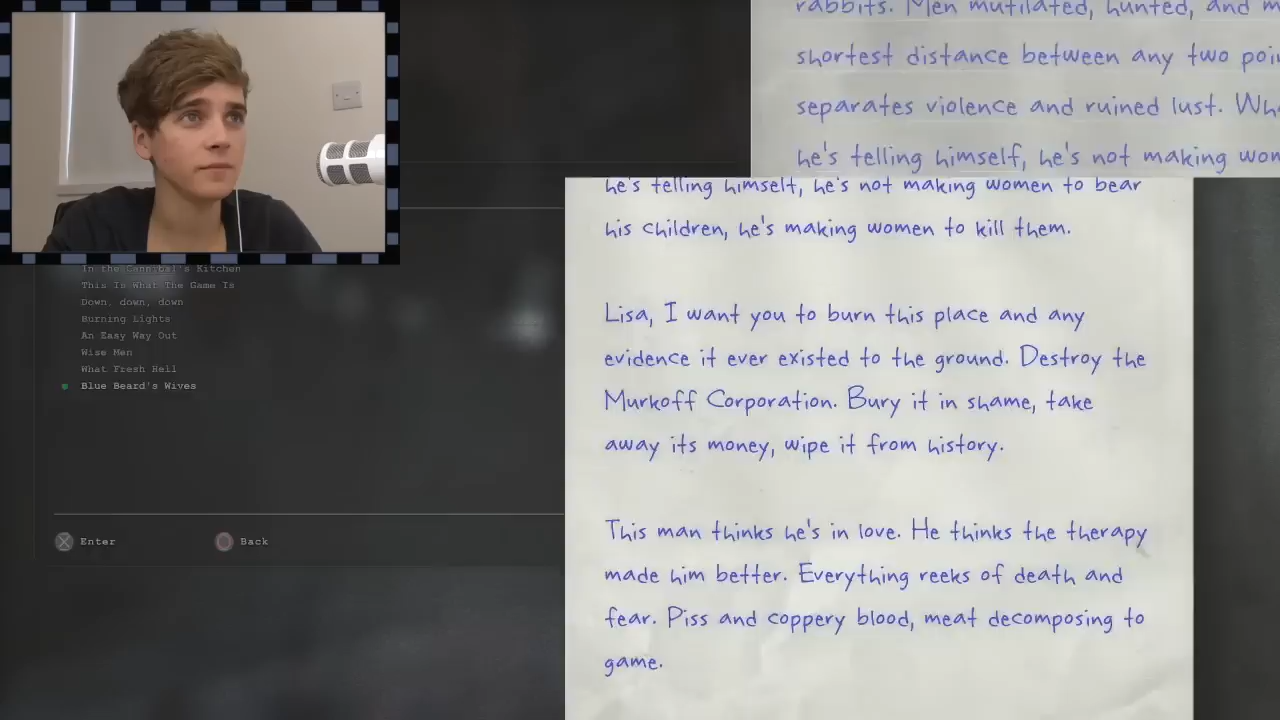 rabbits. Men mutilated, hunted, and
shortest distance between any two
separates violence and ruined lust.
he's telling himself, he's not making
he's telling himself, he's not making women to bear
his children, he's making women to kill them.
Lisa, I want you to burn this place and any
evidence it ever existed to the ground. Destroy the
Murkoff Corporation. Bury it in shame, take
away its money, wipe it from history.
This man thinks he's in love. He thinks the therapy
made him better. Everything reeks of death and
fear. Piss and coppery blood, meat decomposing to
game.
In the Cannibal's Kitchen
This Is What The Game Is
Down, down, down
Burning Lights
An Easy Way Out
Wise Men
What Fresh Hell
Blue Beard's Wives
Enter
Back